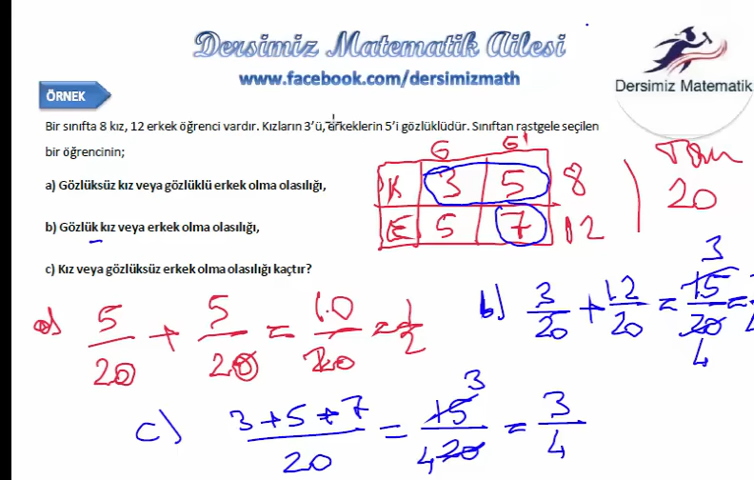 Dersimiz Matematik Ailesi
www.facebook.com/dersimizmath
Dersimiz Matematik
ÖRNEK
Bir sınıfta 8 kız, 12 erkek öğrenci vardır. Kızların 3'ü, erkeklerin 5'i gözlüklüdür. Sınıftan rastgele seçilen
bir öğrencinin;
a) Gözlüksüz kız veya gözlüklü erkek olma olasılığı,
b) Gözlük kız veya erkek olma olasılığı,
c) Kız veya gözlüksüz erkek olma olasılığı kaçtır?
G G'
K 3 5 8
E 5 7 12
Tüm
20
a) 5/20 + 5/20 = 10/20 = 1/2
b) 3/20 + 12/20 = 15/20 =
3
4
c) 3+5+7/20 = 15/20 = 3/4
3
4